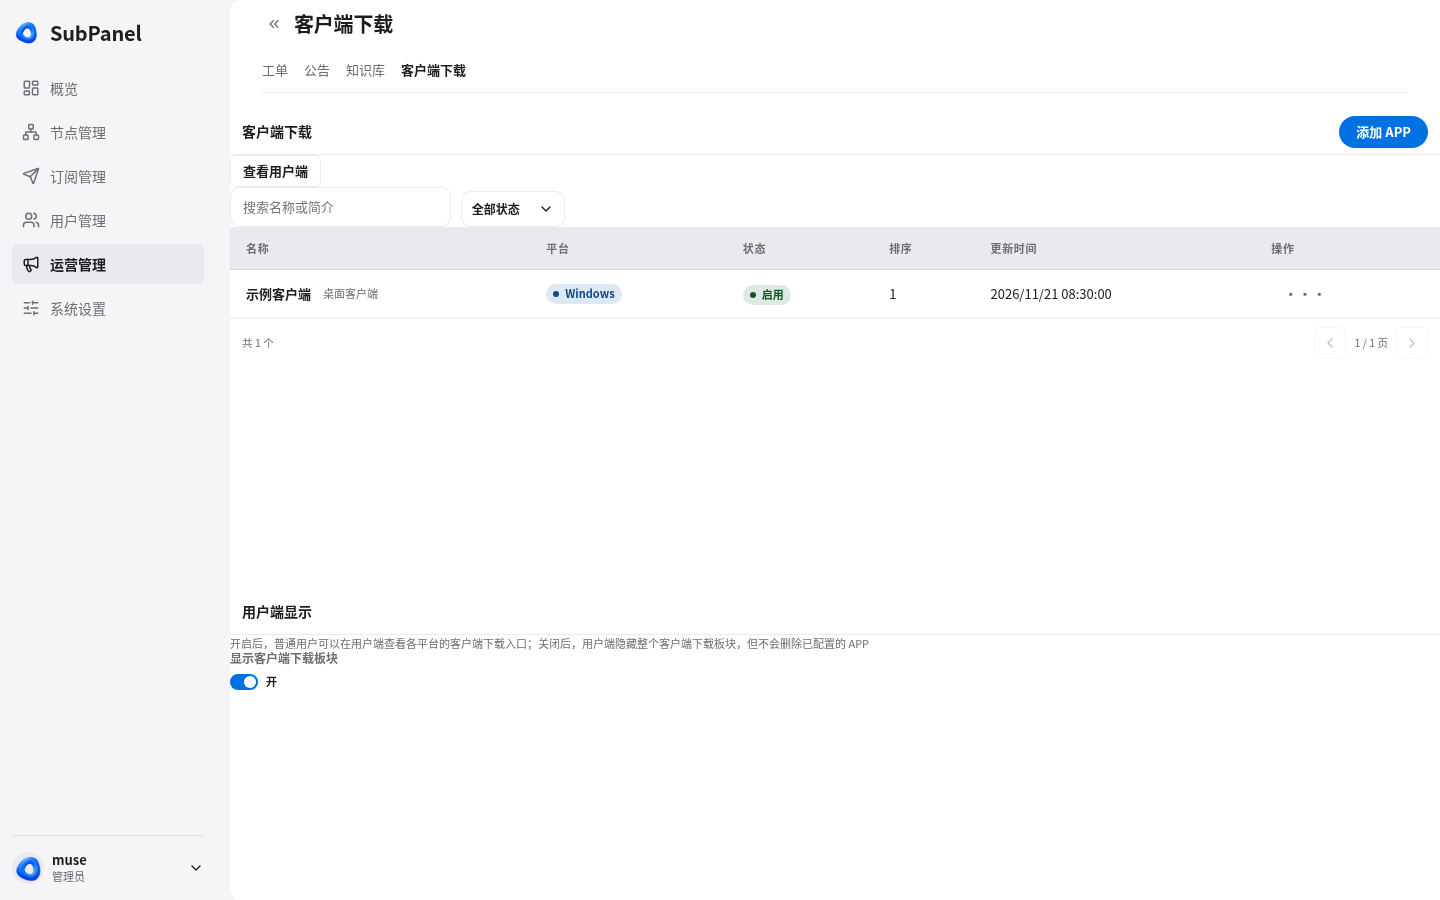 SubPanel
概览
节点管理
订阅管理
用户管理
运营管理
系统设置
muse
管理员
客户端下载
工单 公告 知识库 客户端下载
客户端下载
添加 APP
查看用户端
搜索名称或简介
全部状态
名称 平台 状态 排序 更新时间 操作
示例客户端 桌面客户端 Windows 启用 1 2026/11/21 08:30:00
共 1 个
1 / 1 页
用户端显示
开启后，普通用户可以在用户端查看各平台的客户端下载入口；关闭后，用户端隐藏整个客户端下载板块，但不会删除已配置的 APP
显示客户端下载板块
开